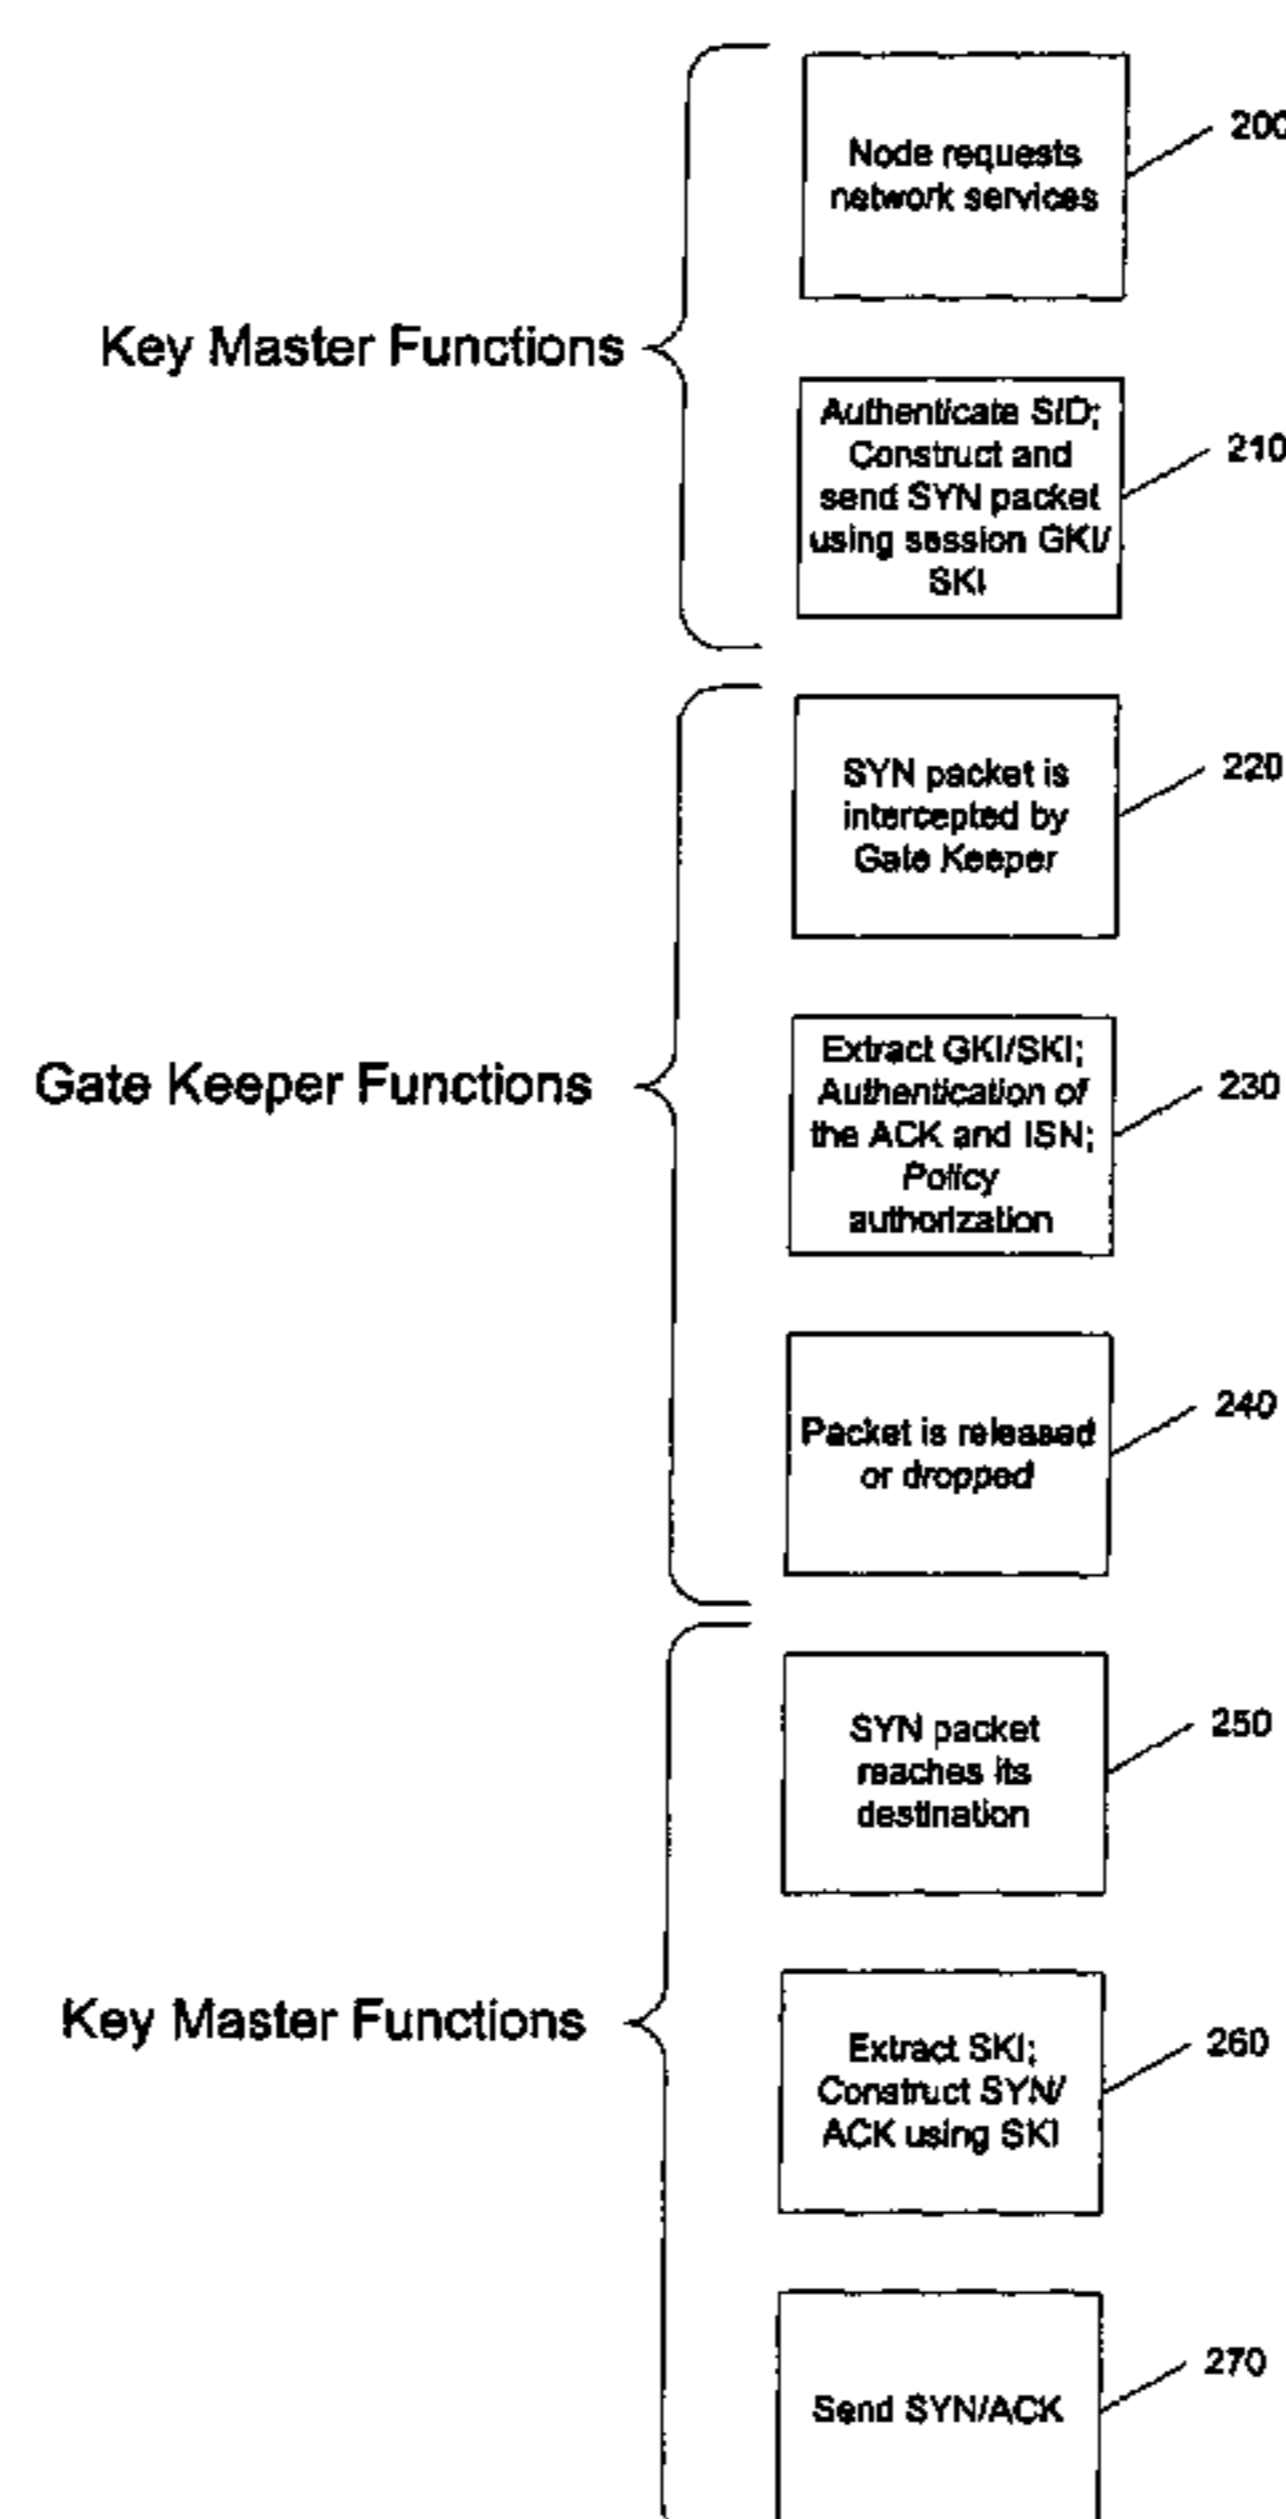 Node requests
network services
200
Key Master Functions
Authenticate SID;
Construct and
send SYN packet
using session GKI/
SKI
210
SYN packet is
intercepted by
Gate Keeper
220
Gate Keeper Functions
Extract GKI/SKI;
Authentication of
the ACK and ISN;
Policy
authorization
230
Packet is released
or dropped
240
SYN packet
reaches its
destination
250
Key Master Functions
Extract SKI;
Construct SYN/
ACK using SKI
260
Send SYN/ACK
270